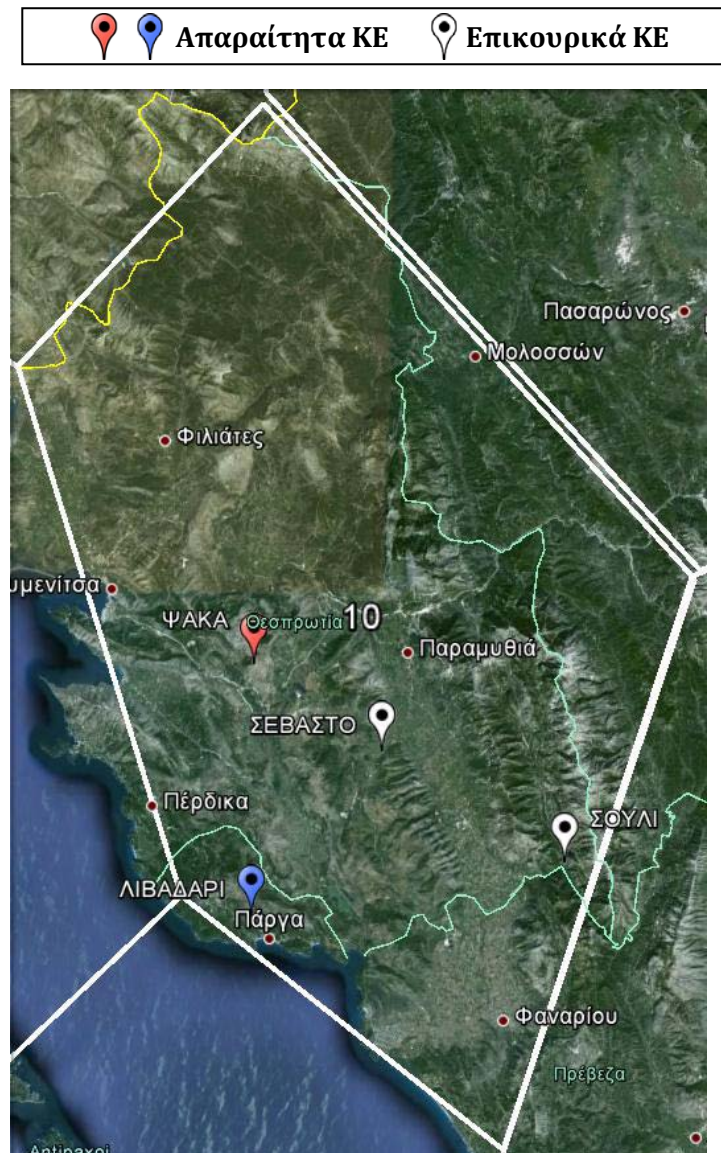 Απαραίτητα ΚΕ Επικουρικά ΚΕ
Πασαρώνος
Μολοσσών
Φιλιάτες
υμενίτσα
ΨΑΚΑ Θεσπρωτία 10
Παραμυθιά
ΣΕΒΑΣΤΟ
Πέρδικα
ΣΟΥΛΙ
ΛΙΒΑΔΑΡΙ
Πάργα
Φαναρίου
Πρέβεζα
Antipaxoi